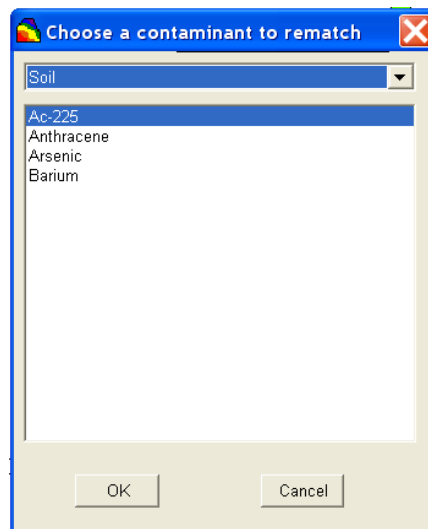 Choose a contaminant to rematch
Soil
Ac-225
Anthracene
Arsenic
Barium
OK
Cancel